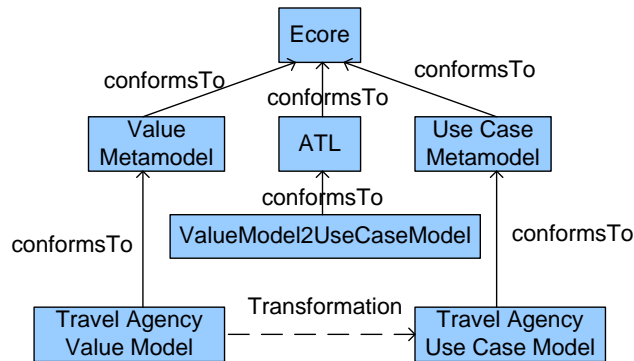 Ecore
conformsTo
conformsTo
conformsTo
Value
Metamodel
ATL
Use Case
Metamodel
conformsTo
ValueModel2UseCaseModel
conformsTo
conformsTo
Transformation
Travel Agency
Value Model
Travel Agency
Use Case Model